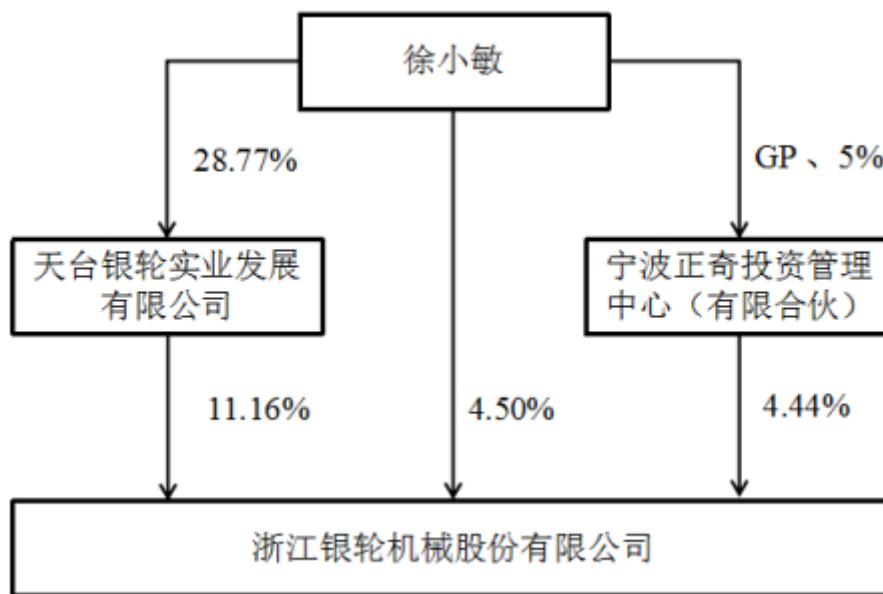 徐小敏
28.77%
GP 、5%
天台银轮实业发展
有限公司
宁波正奇投资管理
中心（有限合伙）
11.16%
4.50%
4.44%
浙江银轮机械股份有限公司